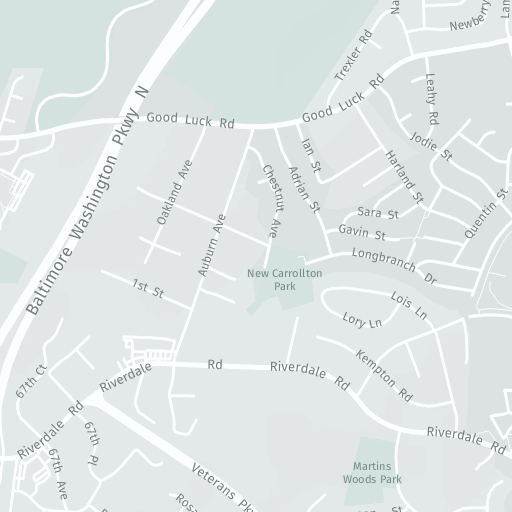 Newberry
Trexler Rd
Good Luck Rd
Good Luck Rd
Leahy Rd
Jodie St
Ian St
Harland St
Adrian St
Chestnut Ave
Oakland Ave
Auburn Ave
Baltimore Washington Pkwy N
Sara St
Gavin St
Quentin St
Longbranch Dr
New Carrollton
Park
1st St
Lois Ln
Lory Ln
Kempton Rd
Riverdale Rd
Riverdale Rd
67th Ct
Riverdale Rd
Riverdale Rd
67th Pl
67th Ave
Veterans Pkw
Martins
Woods Park